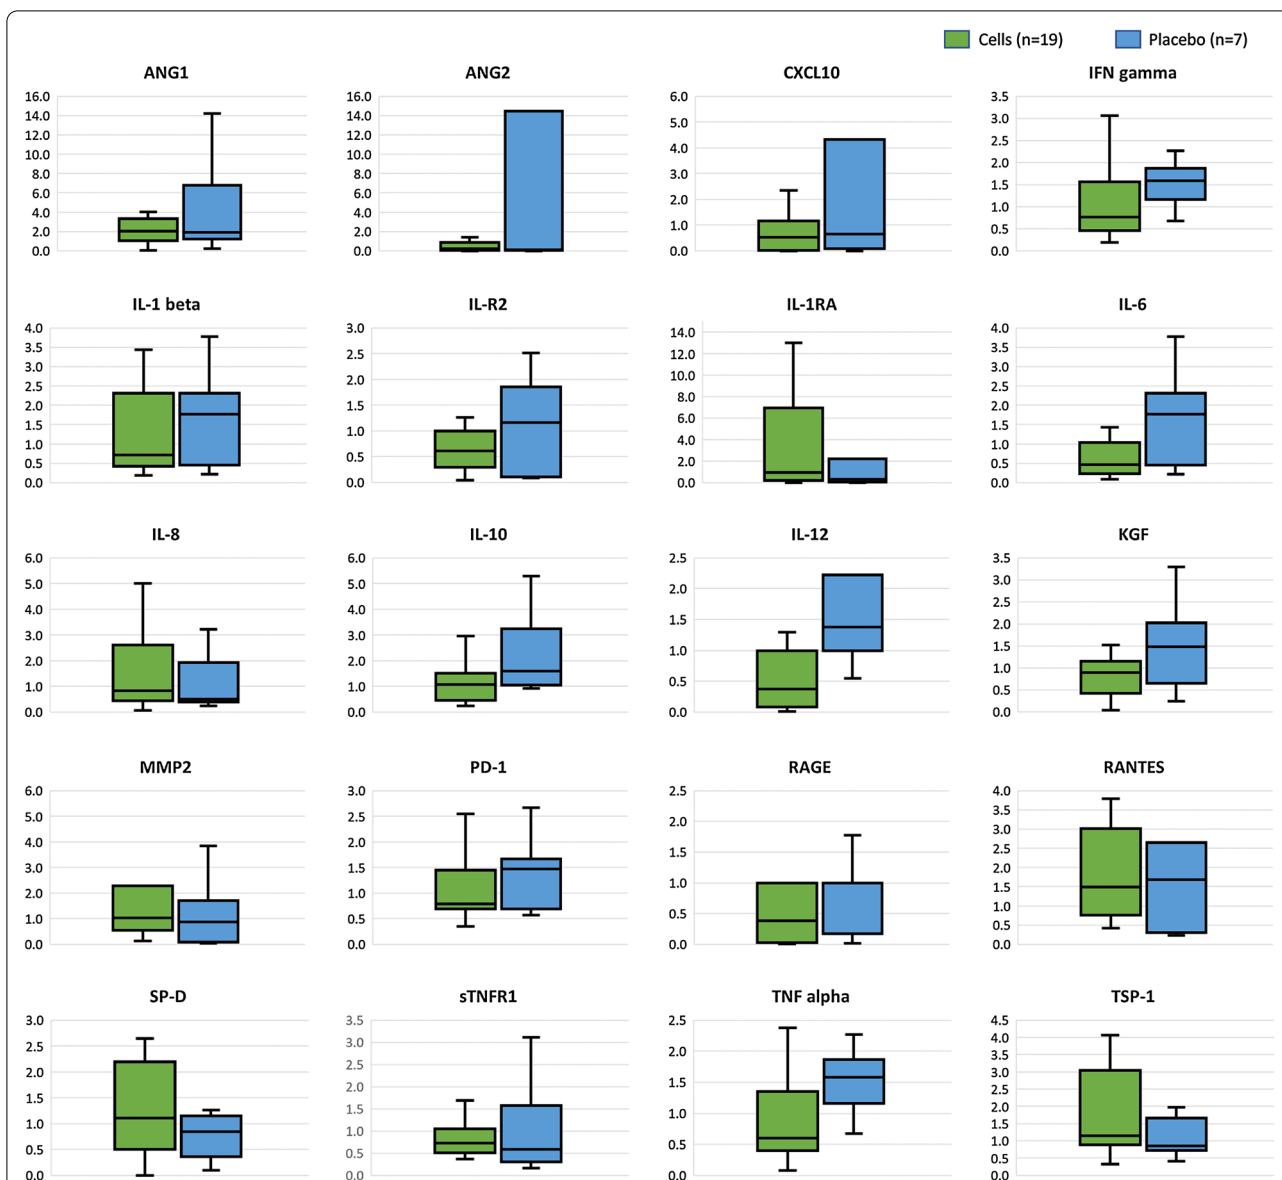 Cells (n=19) Placebo (n=7)
ANG1 ANG2 CXCL10 IFN gamma
16.0 16.0 6.0 3.5
14.0 14.0 5.0 3.0
12.0 12.0 4.0 2.5
10.0 10.0 3.0 2.0
8.0 8.0 2.0 1.5
6.0 6.0 1.0 1.0
4.0 4.0 0.0 0.5
2.0 2.0 0.0
0.0 0.0
IL-1 beta IL-R2 IL-1RA IL-6
4.0 3.0 14.0 4.0
3.5 2.5 12.0 3.5
3.0 2.0 10.0 3.0
2.5 1.5 8.0 2.5
2.0 1.0 6.0 2.0
1.5 0.5 4.0 1.5
1.0 0.0 2.0 1.0
0.5 0.0 0.5
0.0 0.0
IL-8 IL-10 IL-12 KGF
6.0 6.0 2.5 3.5
5.0 5.0 2.0 3.0
4.0 4.0 1.5 2.5
3.0 3.0 1.0 2.0
2.0 2.0 0.5 1.5
1.0 1.0 0.0 1.0
0.0 0.0 0.5
0.0
MMP2 PD-1 RAGE RANTES
6.0 3.0 2.5 4.0
5.0 2.5 2.0 3.5
4.0 2.0 1.5 3.0
3.0 1.5 1.0 2.5
2.0 1.0 0.5 2.0
1.0 0.5 0.0 1.5
0.0 0.0 1.0
0.5
0.0
SP-D sTNFR1 TNF alpha TSP-1
3.0 3.5 2.5 4.5
2.5 3.0 2.0 4.0
2.0 2.5 1.5 3.5
1.5 2.0 1.0 3.0
1.0 1.5 0.5 2.5
0.5 1.0 0.0 2.0
0.0 0.5 1.5
0.0 1.0
0.5
0.0